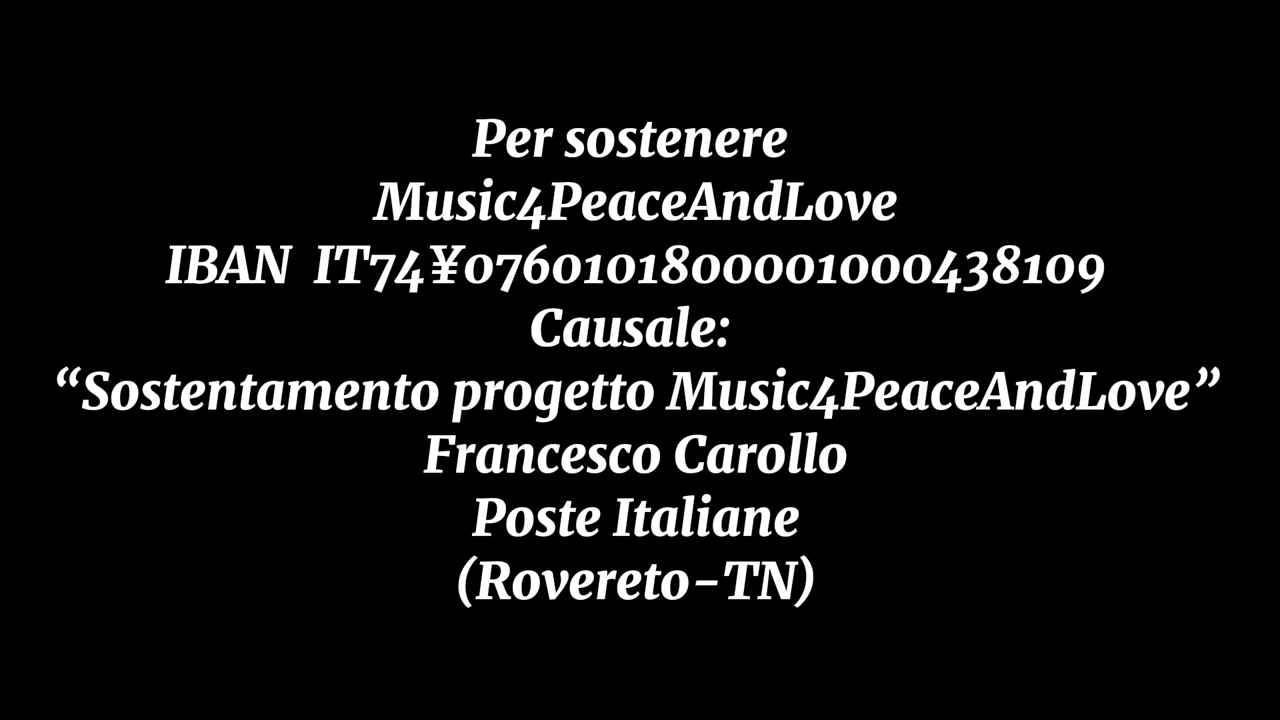 Per sostenere
Music4PeaceAndLove
IBAN IT74¥0760101800001000438109
Causale:
“Sostentamento progetto Music4PeaceAndLove”
Francesco Carollo
Poste Italiane
(Rovereto-TN)